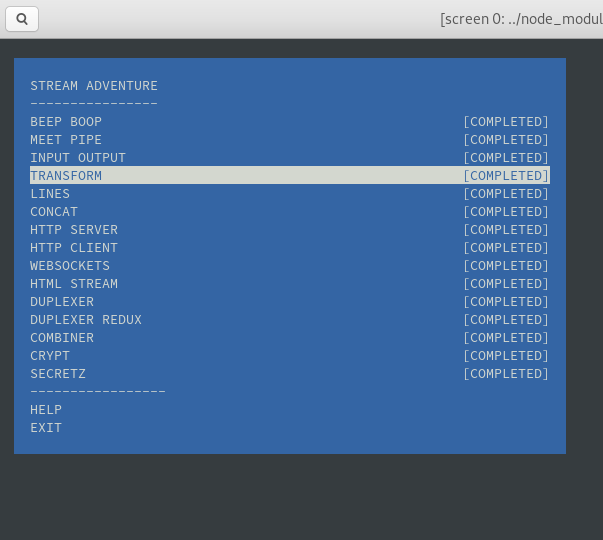 [screen 0: ../node_modul
STREAM ADVENTURE
----------------
BEEP BOOP [COMPLETED]
MEET PIPE [COMPLETED]
INPUT OUTPUT [COMPLETED]
TRANSFORM [COMPLETED]
LINES [COMPLETED]
CONCAT [COMPLETED]
HTTP SERVER [COMPLETED]
HTTP CLIENT [COMPLETED]
WEBSOCKETS [COMPLETED]
HTML STREAM [COMPLETED]
DUPLEXER [COMPLETED]
DUPLEXER REDUX [COMPLETED]
COMBINER [COMPLETED]
CRYPT [COMPLETED]
SECRETZ [COMPLETED]
-----------------
HELP
EXIT